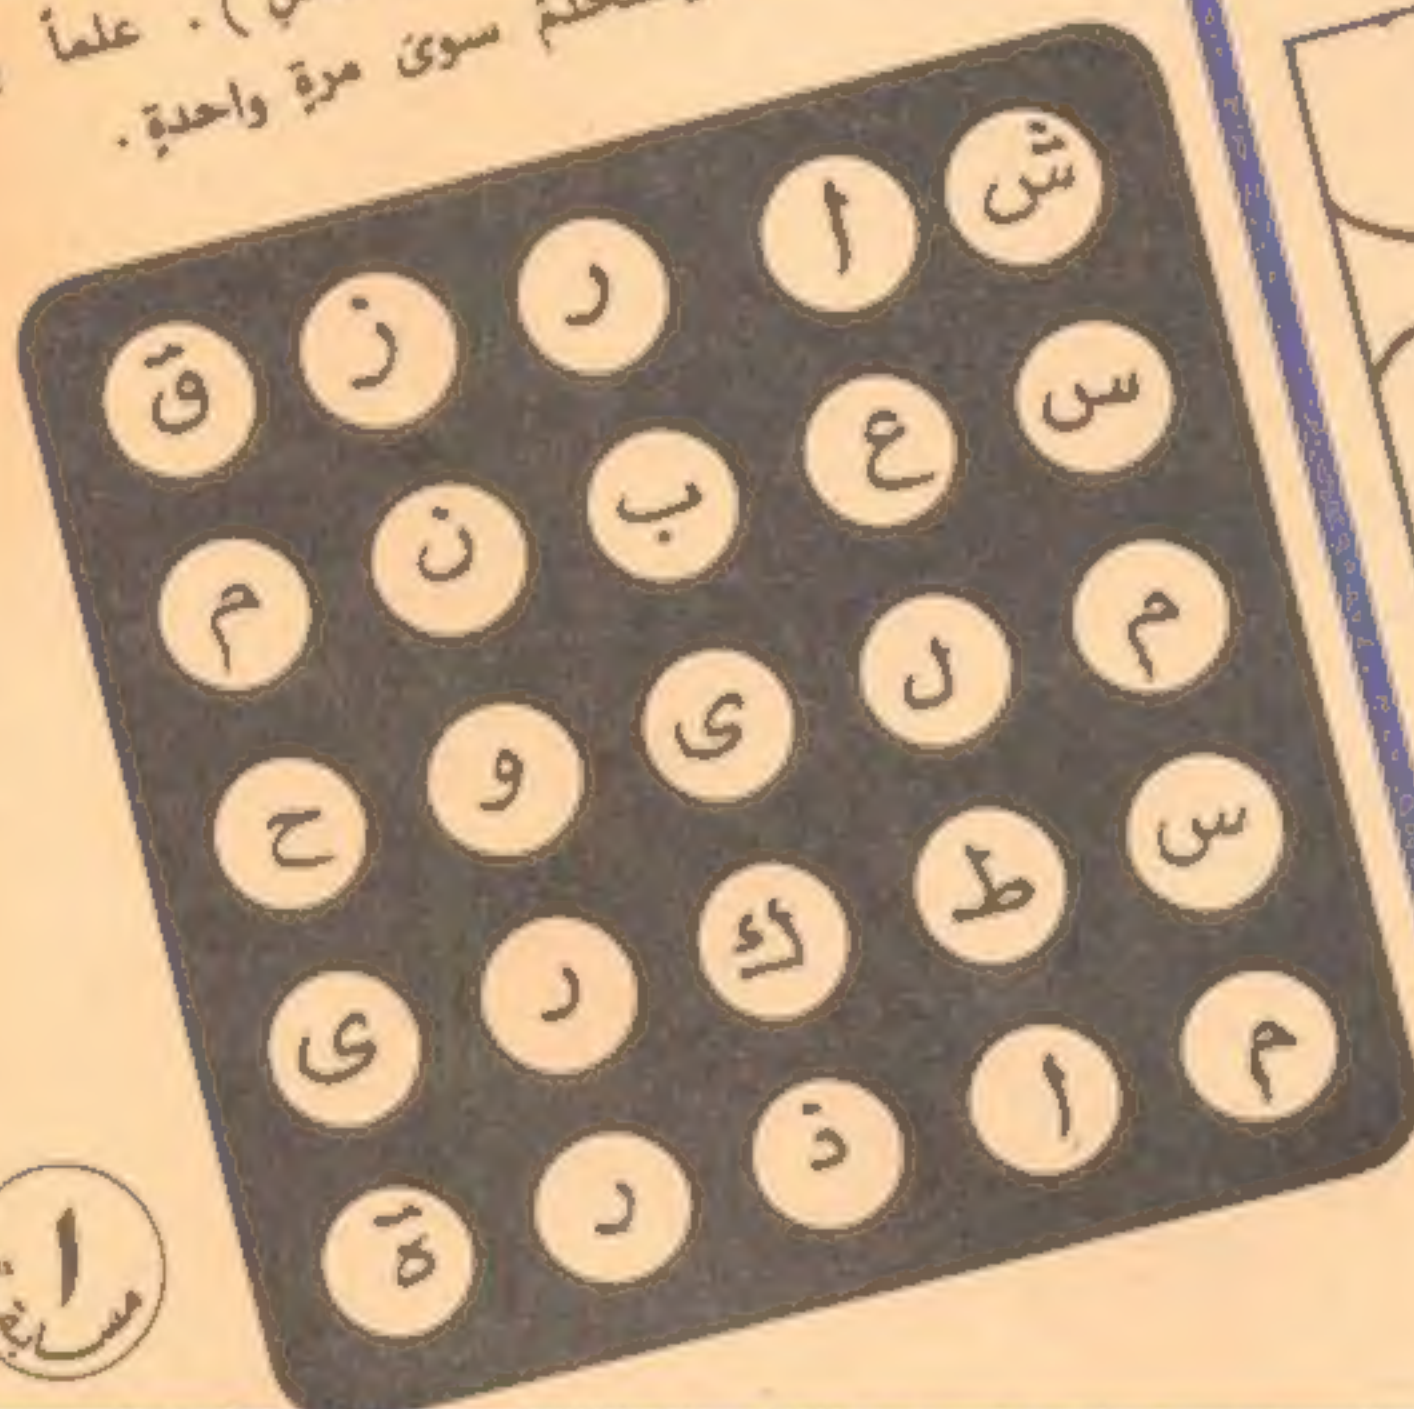 علماً
سوى مرةٍ واحدةٍ .
ش ا ر ز ق
س ع ب ن م
م ل ى و ح
س ط ك ر ى
م ا ذ ر ة
ا